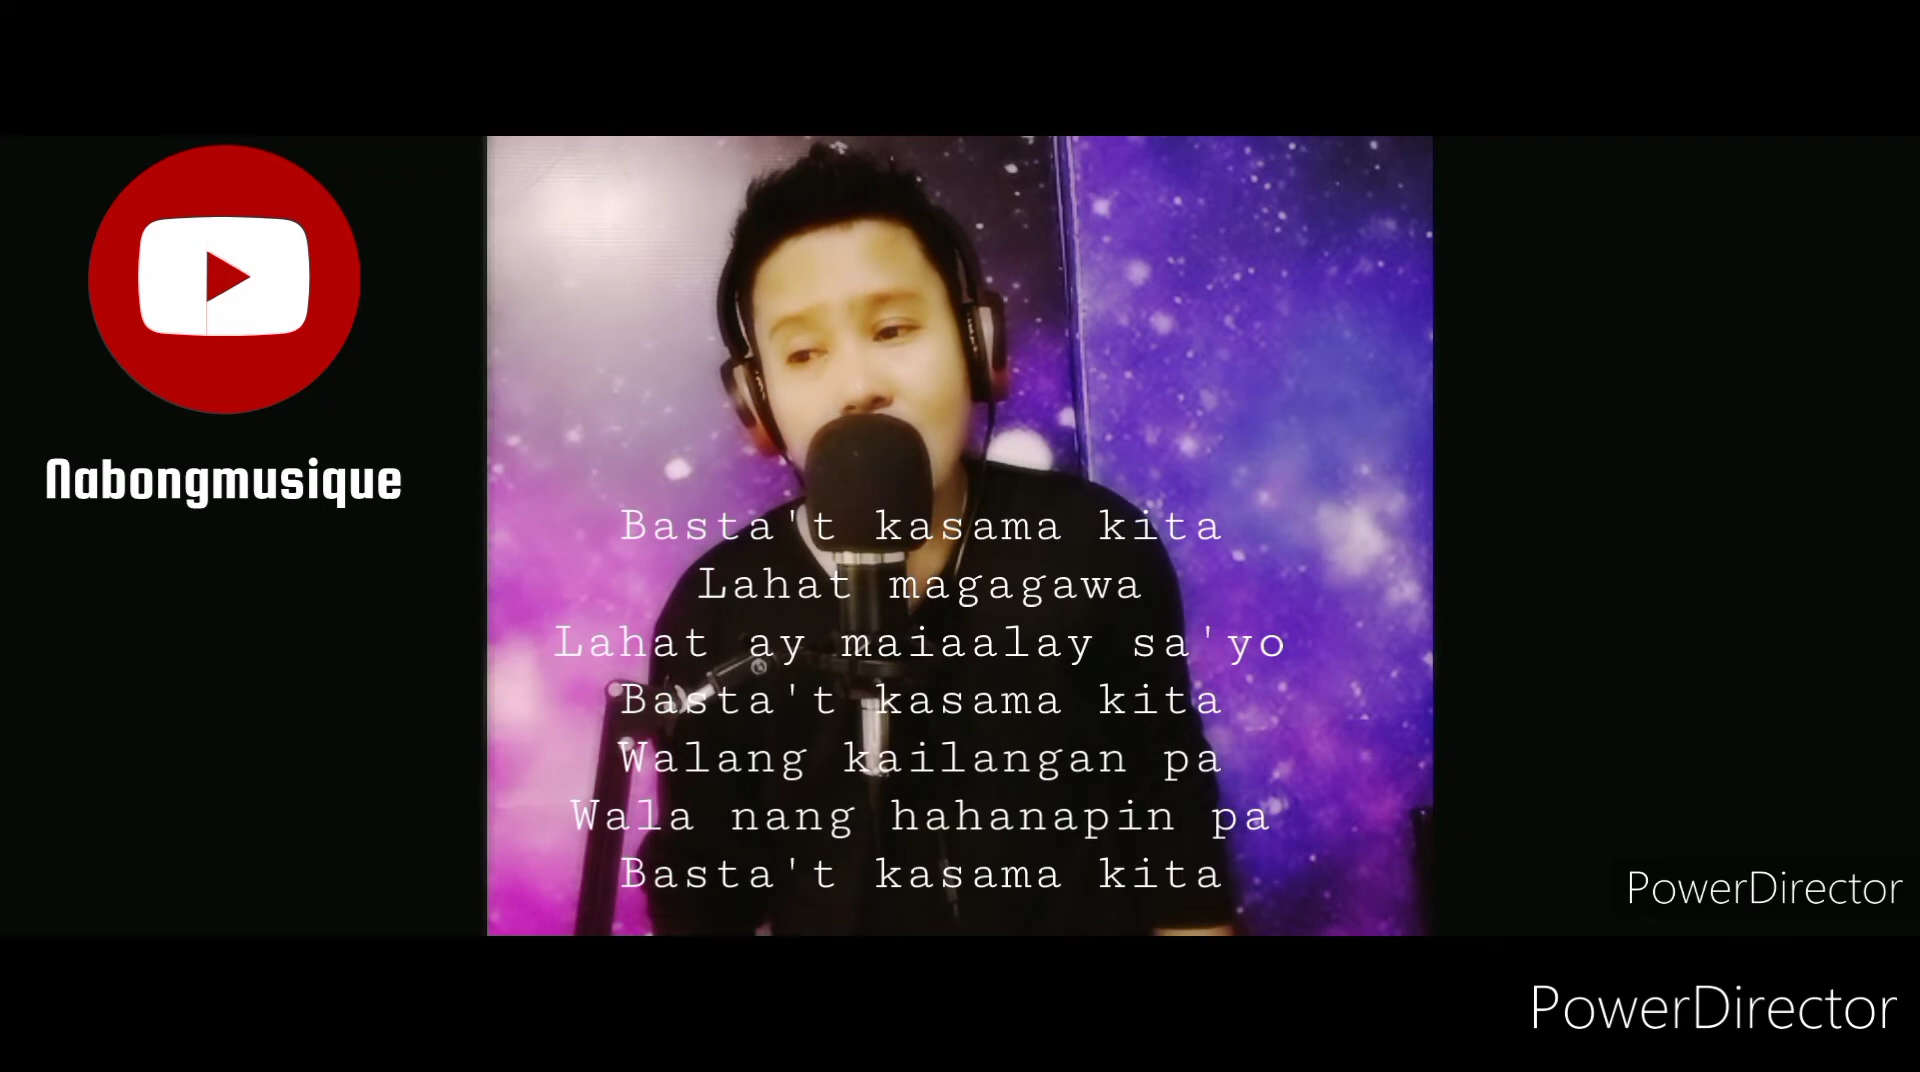 Nabongmusique
Basta't kasama kita
Lahat magagawa
Lahat ay maiaalay sa'yo
Basta't kasama kita
Walang kailangan pa
Wala nang hahanapin pa
Basta't kasama kita
PowerDirector
PowerDirector